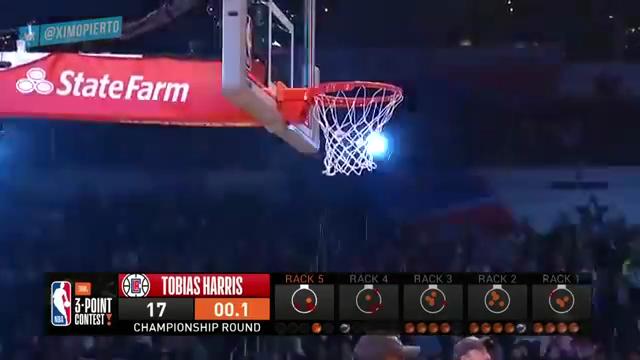 @XIMOPIERTO
State Farm
RACK 5 RACK 4 RACK 3 RACK 2 RACK 1
TOBIAS HARRIS
3-POINT
CONTEST
NBA
17 00.1
CHAMPIONSHIP ROUND